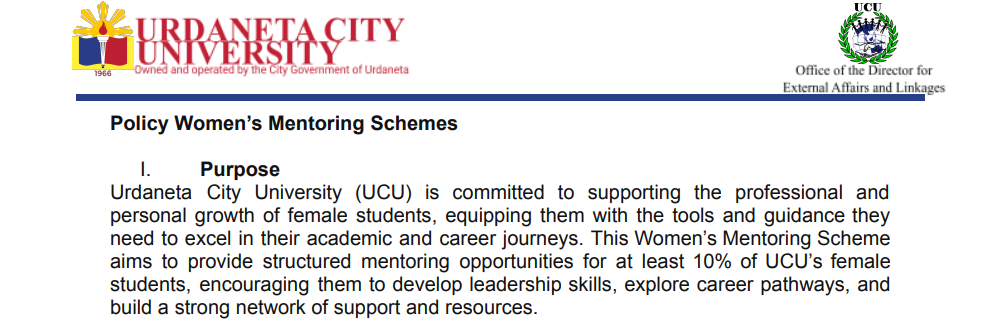 URDANETA CITY
UNIVERSITY
Owned and operated by the City Government of Urdaneta
1966
UCU
Office of the Director for
External Affairs and Linkages
Policy Women’s Mentoring Schemes
I. Purpose
Urdaneta City University (UCU) is committed to supporting the professional and
personal growth of female students, equipping them with the tools and guidance they
need to excel in their academic and career journeys. This Women’s Mentoring Scheme
aims to provide structured mentoring opportunities for at least 10% of UCU’s female
students, encouraging them to develop leadership skills, explore career pathways, and
build a strong network of support and resources.